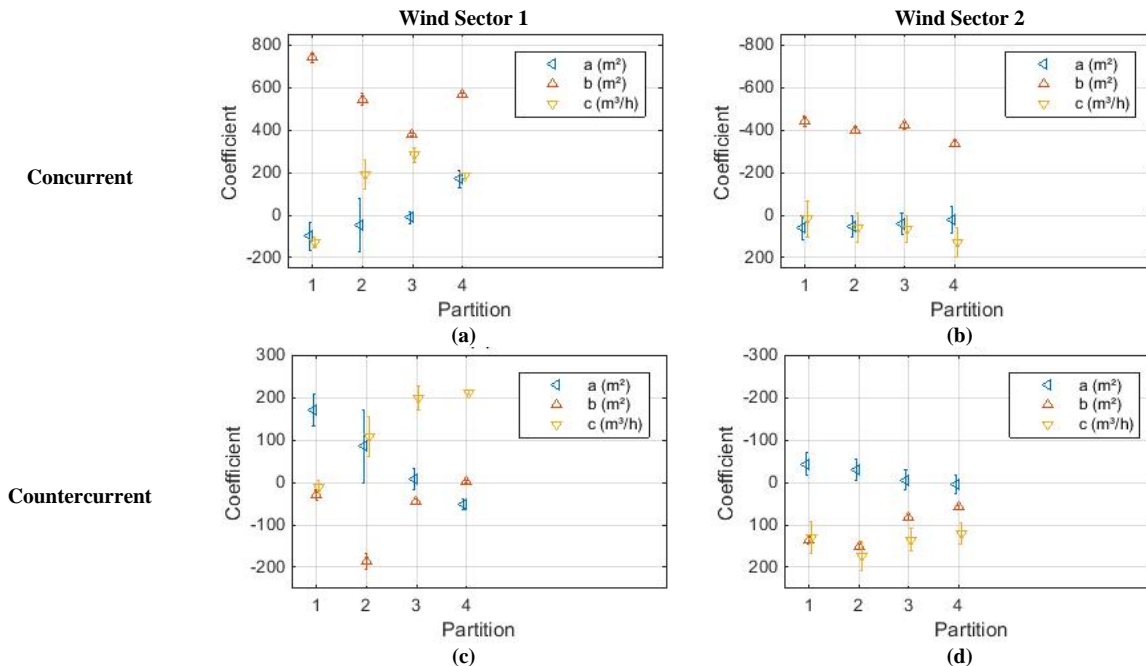 Wind Sector 1
Wind Sector 2
Concurrent
800
600
400
200
0
-200
Coefficient
a (m²)
b (m²)
c (m³/h)
1 2 3 4
Partition
(a)
-800
-600
-400
-200
0
200
Coefficient
a (m²)
b (m²)
c (m³/h)
1 2 3 4
Partition
(b)
Countercurrent
300
200
100
0
-100
-200
Coefficient
a (m²)
b (m²)
c (m³/h)
1 2 3 4
Partition
(c)
-300
-200
-100
0
100
200
Coefficient
a (m²)
b (m²)
c (m³/h)
1 2 3 4
Partition
(d)